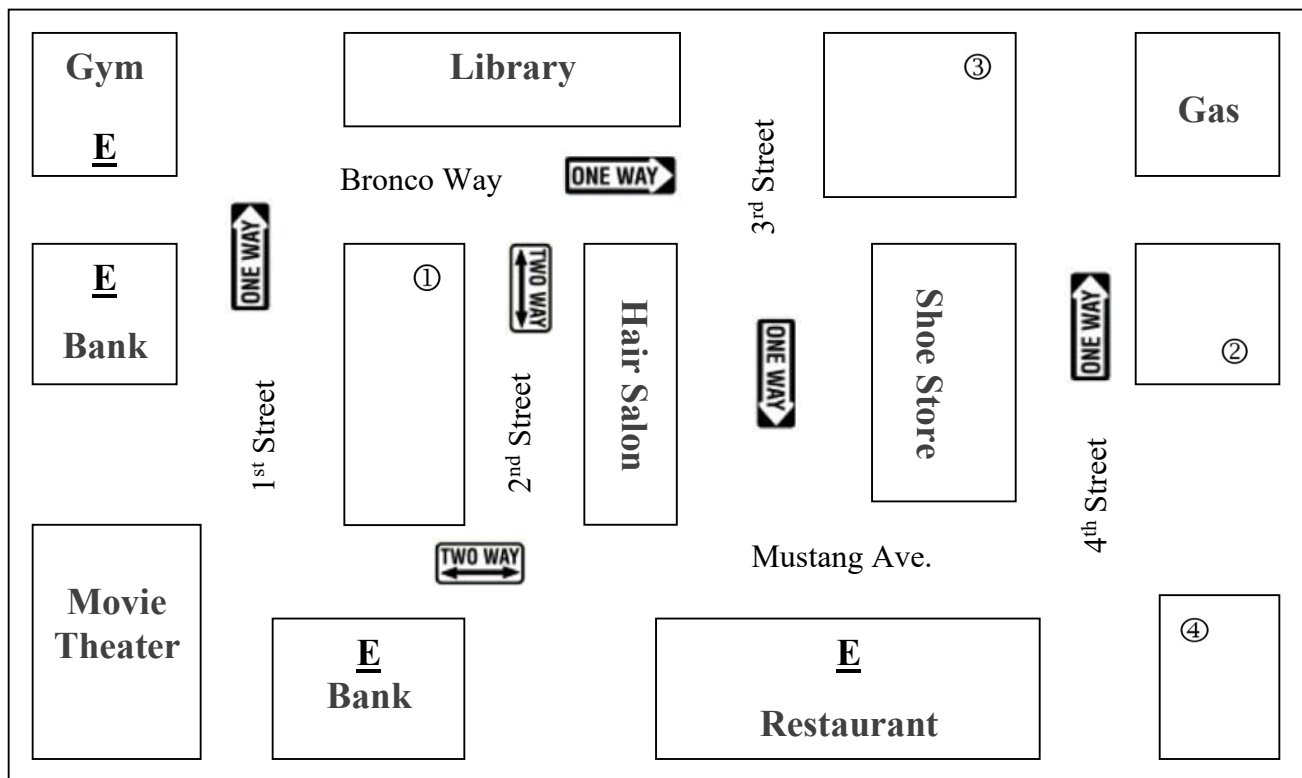 Gym
E
Library
③
Gas
Bronco Way
ONE WAY
3rd Street
ONE WAY
E
Bank
①
TWO WAY
Hair Salon
ONE WAY
Shoe Store
ONE WAY
②
1st Street
2nd Street
4th Street
TWO WAY
Mustang Ave.
Movie
Theater
E
Bank
E
Restaurant
④